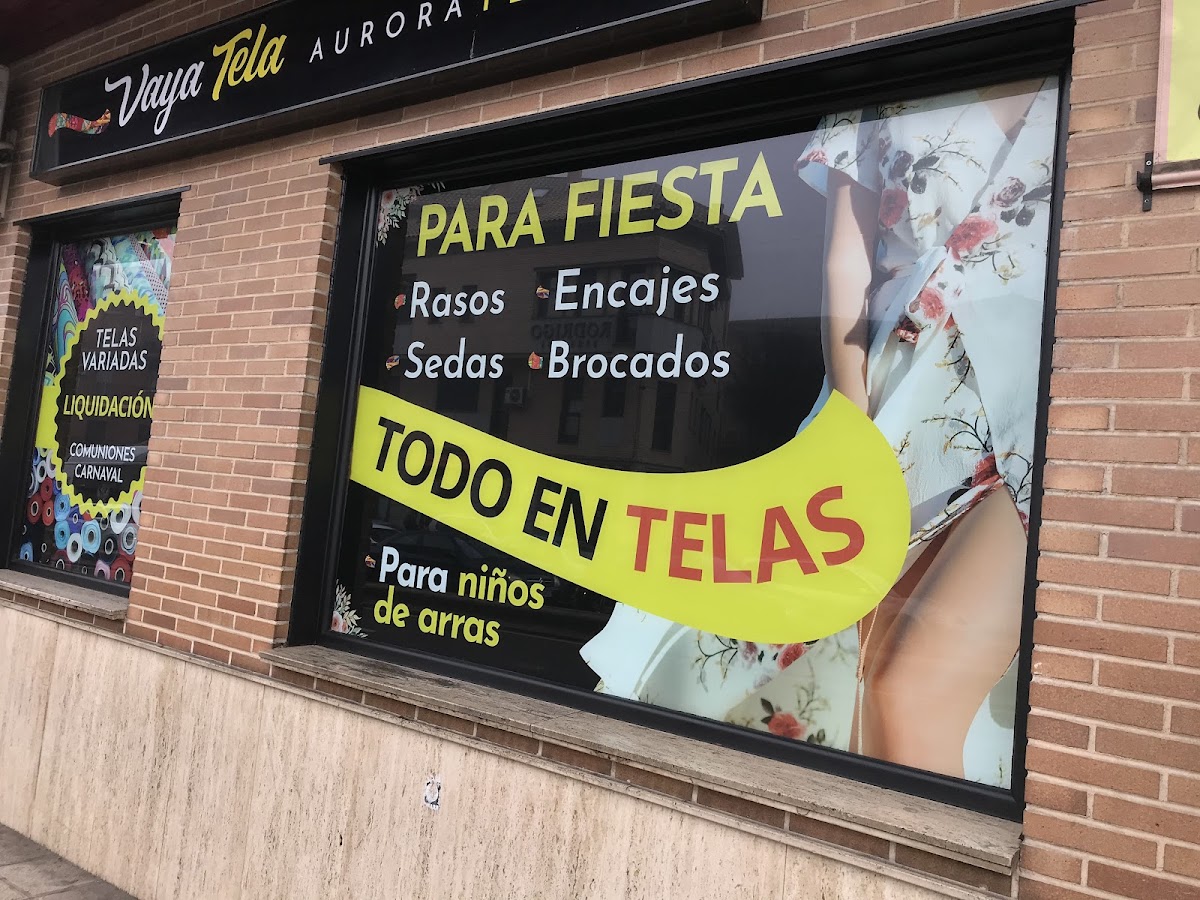 Vaya Tela AURORA
PARA FIESTA
Rasos Encajes
Sedas Brocados
TODO EN TELAS
Para niños
de arras
TELAS
VARIADAS
LIQUIDACIÓN
COMUNIONES
CARNAVAL
RODRIGO